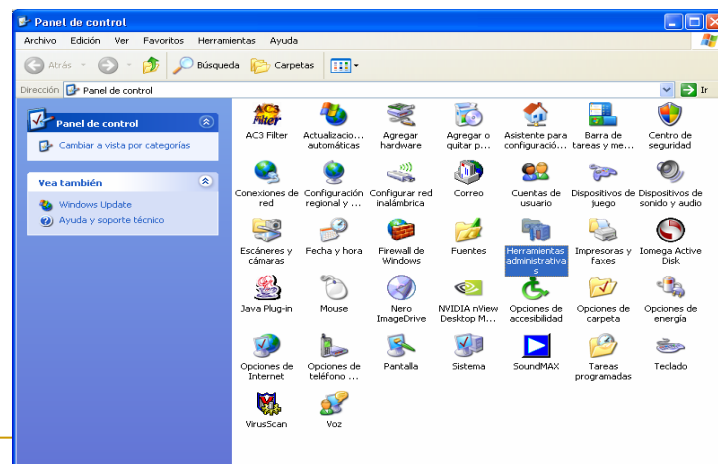 Panel de control
Archivo Edición Ver Favoritos Herramientas Ayuda
Atrás Búsqueda Carpetas
Dirección Panel de control Ir
Panel de control
Cambiar a vista por categorías
Vea también
Windows Update
Ayuda y soporte técnico
AC3 Filter
AC3 Filter
Actualizacio...
automáticas
Agregar
hardware
Agregar o
quitar p...
Asistente para
configuració...
Barra de
tareas y me...
Centro de
seguridad
Conexiones de
red
Configuración
regional y ...
Configurar red
inalámbrica
Correo
Cuentas de
usuario
Dispositivos de
juego
Dispositivos de
sonido y audio
Escáneres y
cámaras
Fecha y hora
Firewall de
Windows
Fuentes
Herramientas
administrativa
s
Impresoras y
faxes
Iomega Active
Disk
Java Plug-in
Mouse
Nero
ImageDrive
NVIDIA nView
Desktop M...
Opciones de
accesibilidad
Opciones de
carpeta
Opciones de
energía
Opciones de
Internet
Opciones de
teléfono ...
Pantalla
Sistema
SoundMAX
Tareas
programadas
Teclado
VirusScan
Voz